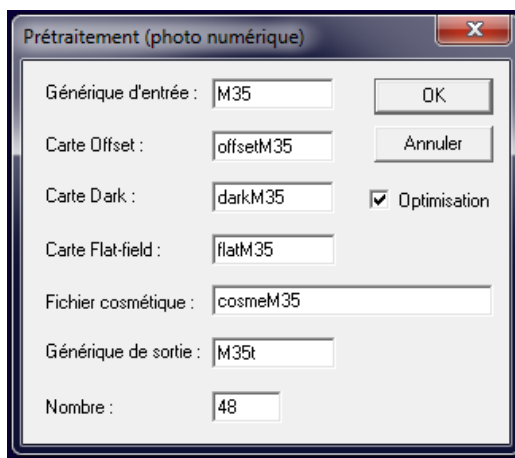 Prétraitement (photo numérique)
Générique d'entrée : M35 OK
Carte Offset : offsetM35 Annuler
Carte Dark : darkM35 Optimisation
Carte Flat-field : flatM35
Fichier cosmétique : cosmeM35
Générique de sortie : M35t
Nombre : 48